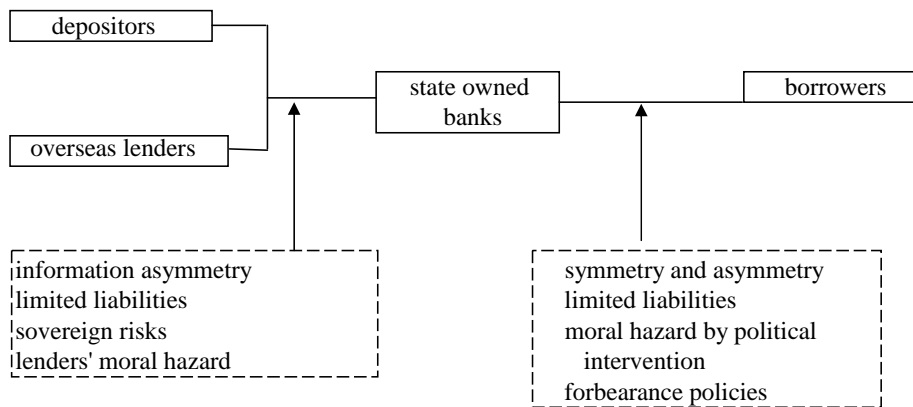 depositors
state owned
banks
borrowers
overseas lenders
information asymmetry
limited liabilities
sovereign risks
lenders' moral hazard
symmetry and asymmetry
limited liabilities
moral hazard by political
intervention
forbearance policies